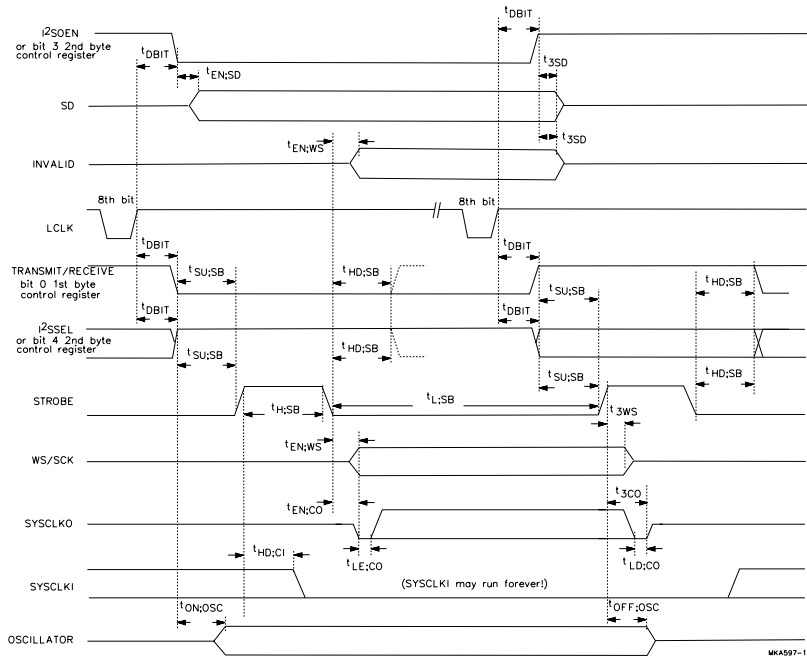 tDBIT
I²SOEN
or bit 3 2nd byte
control register
tDBIT
tEN;SD
t3SD
SD
t3SD
tEN;WS
INVALID
8th bit
8th bit
LCLK
tDBIT
tDBIT
TRANSMIT/RECEIVE
bit 0 1st byte
control register
tSU;SB
tHD;SB
tSU;SB
tHD;SB
tDBIT
tDBIT
I²SSEL
or bit 4 2nd byte
control register
tSU;SB
tHD;SB
tSU;SB
tHD;SB
STROBE
tH;SB
tL;SB
t3WS
tEN;WS
WS/SCK
tEN;CO
t3CO
SYSCLKO
tLE;CO
tLD;CO
tHD;CI
SYSCLKI
(SYSCLKI may run forever!)
tON;OSC
tOFF;OSC
OSCILLATOR
MKA597-1